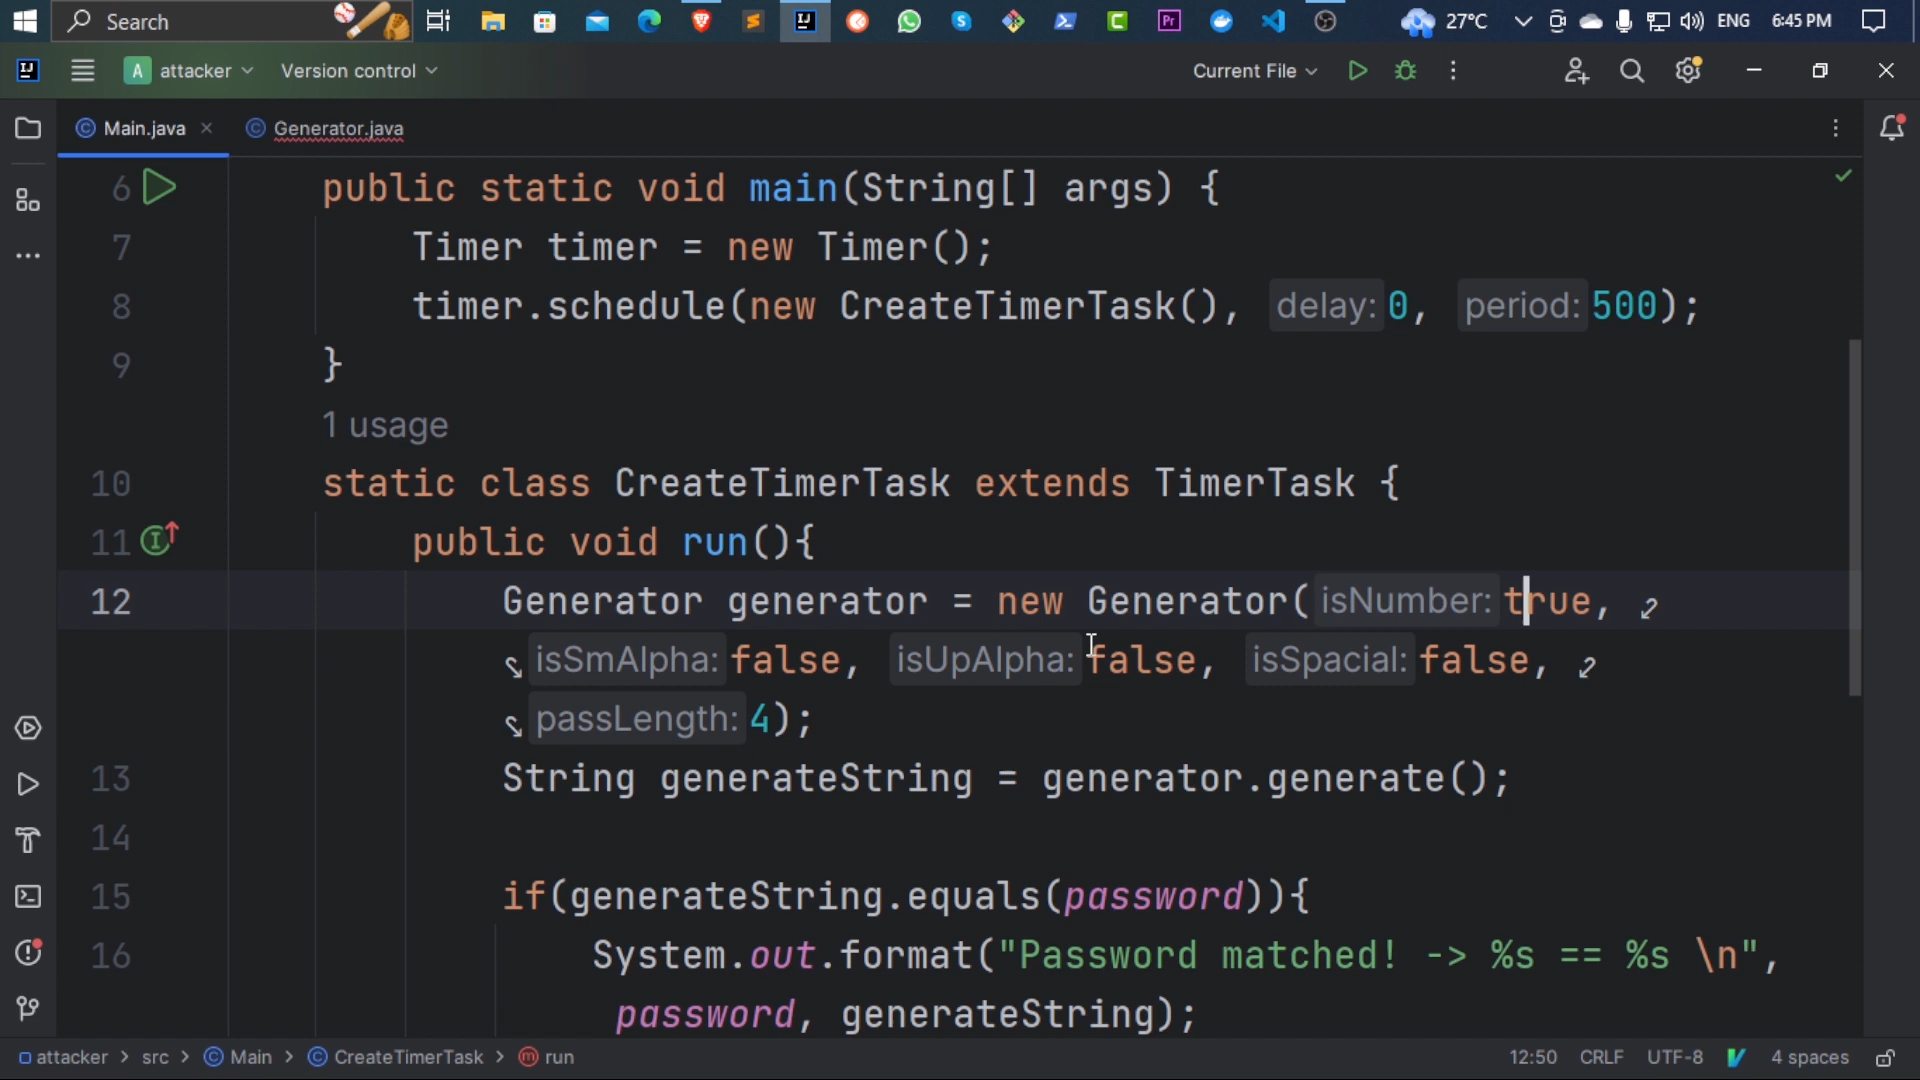 Search
27°C
ENG
6:45 PM
A attacker
Version control
Current File
Main.java
Generator.java
6 public static void main(String[] args) {
7 Timer timer = new Timer();
8 timer.schedule(new CreateTimerTask(), delay: 0, period: 500);
9 }
1 usage
10 static class CreateTimerTask extends TimerTask {
11 public void run(){
12 Generator generator = new Generator( isNumber: true,
isSmAlpha: false, isUpAlpha: false, isSpacial: false,
passLength: 4);
13 String generateString = generator.generate();
14
15 if(generateString.equals(password)){
16 System.out.format("Password matched! -> %s == %s \n",
password, generateString);
attacker > src > Main > CreateTimerTask > run
12:50 CRLF UTF-8 4 spaces